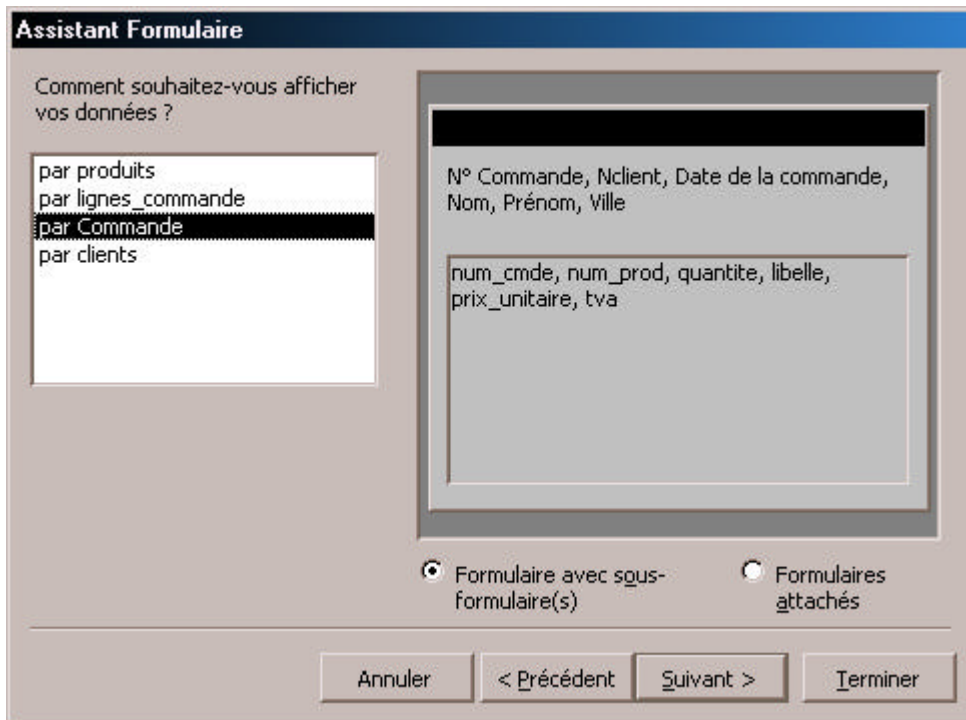 Assistant Formulaire
Comment souhaitez-vous afficher
vos données ?
par produits
par lignes_commande
par Commande
par clients
N° Commande, Nclient, Date de la commande,
Nom, Prénom, Ville
num_cmde, num_prod, quantite, libelle,
prix_unitaire, tva
Formulaire avec sous-
formulaire(s)
Formulaires
attachés
Annuler
< Précédent
Suivant >
Terminer